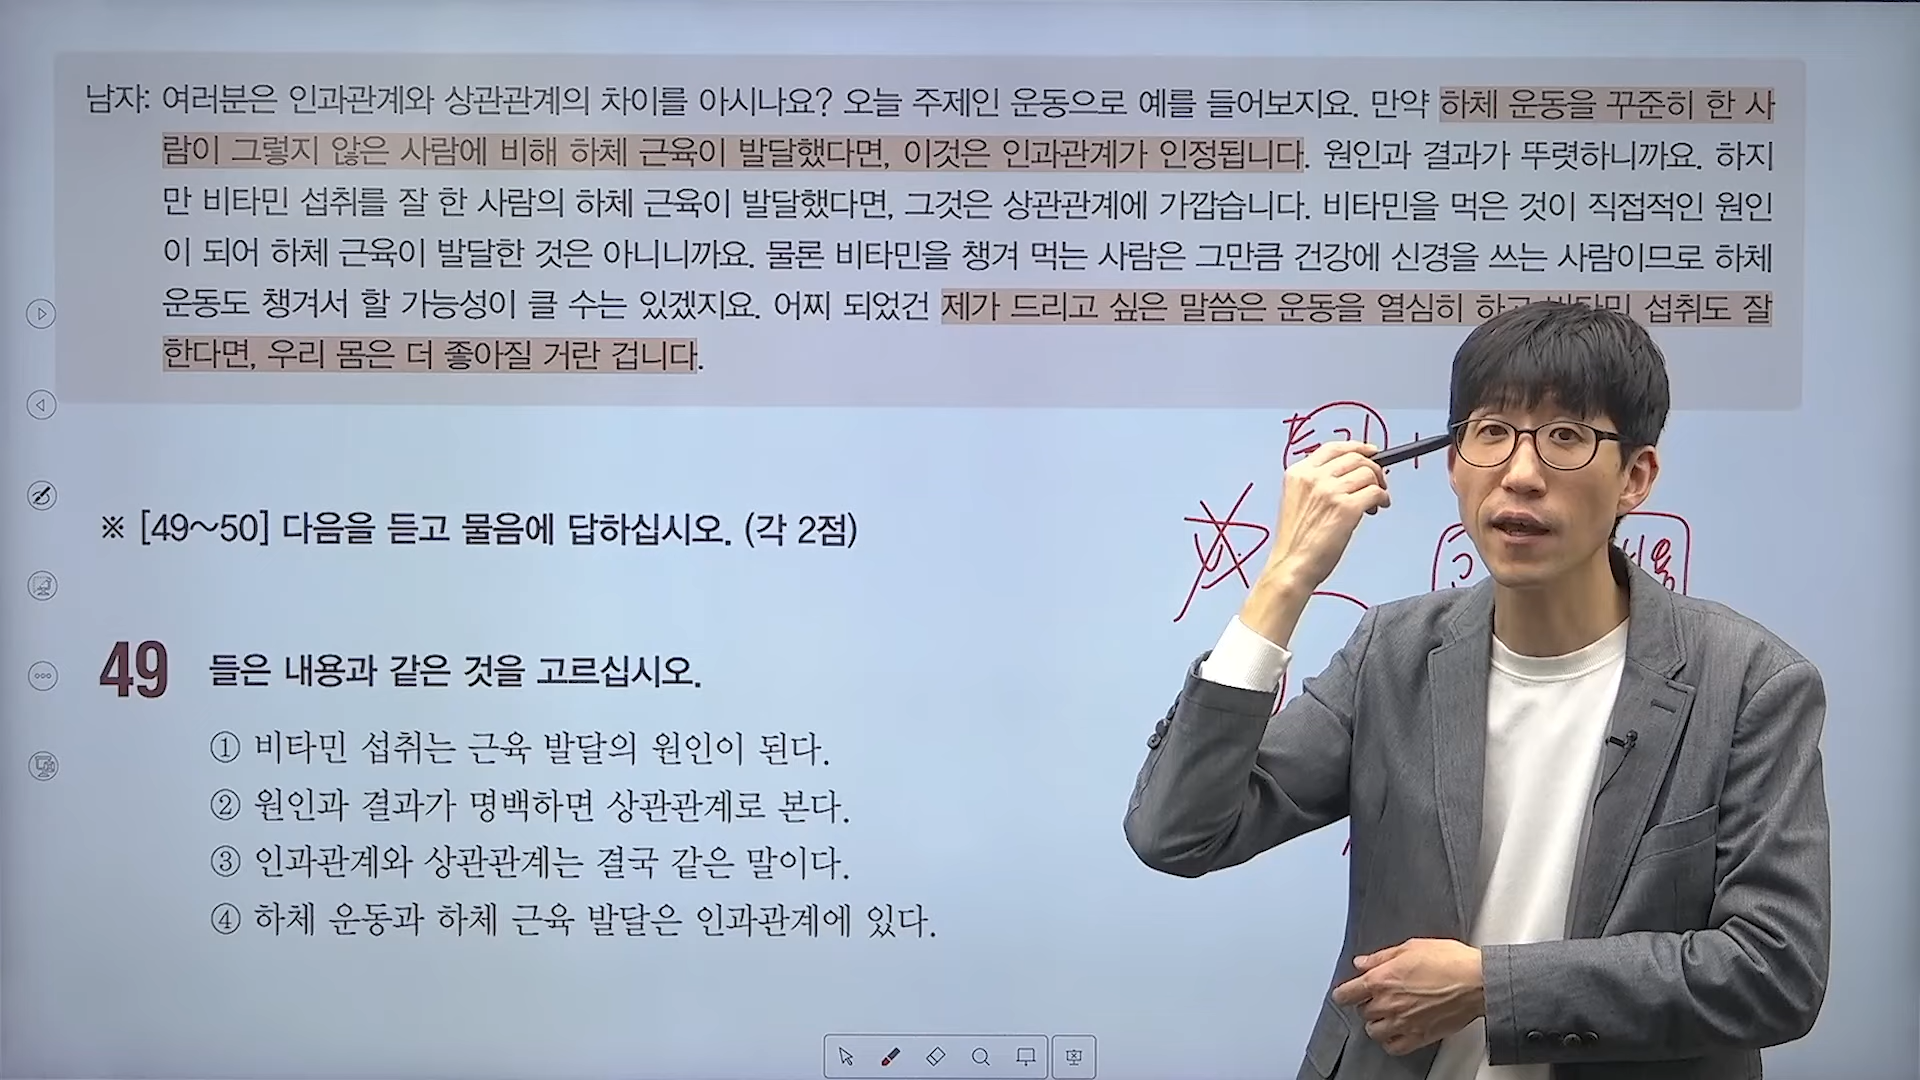 남자: 여러분은 인과관계와 상관관계의 차이를 아시나요? 오늘 주제인 운동으로 예를 들어보지요. 만약 하체 운동을 꾸준히 한 사
람이 그렇지 않은 사람에 비해 하체 근육이 발달했다면, 이것은 인과관계가 인정됩니다. 원인과 결과가 뚜렷하니까요. 하지
만 비타민 섭취를 잘 한 사람의 하체 근육이 발달했다면, 그것은 상관관계에 가깝습니다. 비타민을 먹은 것이 직접적인 원인
이 되어 하체 근육이 발달한 것은 아니니까요. 물론 비타민을 챙겨 먹는 사람은 그만큼 건강에 신경을 쓰는 사람이므로 하체
운동도 챙겨서 할 가능성이 클 수는 있겠지요. 어찌 되었건 제가 드리고 싶은 말씀은 운동을 열심히 하고 비타민 섭취도 잘
한다면, 우리 몸은 더 좋아질 거란 겁니다.
※ [49~50] 다음을 듣고 물음에 답하십시오. (각 2점)
49 들은 내용과 같은 것을 고르십시오.
① 비타민 섭취는 근육 발달의 원인이 된다.
② 원인과 결과가 명백하면 상관관계로 본다.
③ 인과관계와 상관관계는 결국 같은 말이다.
④ 하체 운동과 하체 근육 발달은 인과관계에 있다.